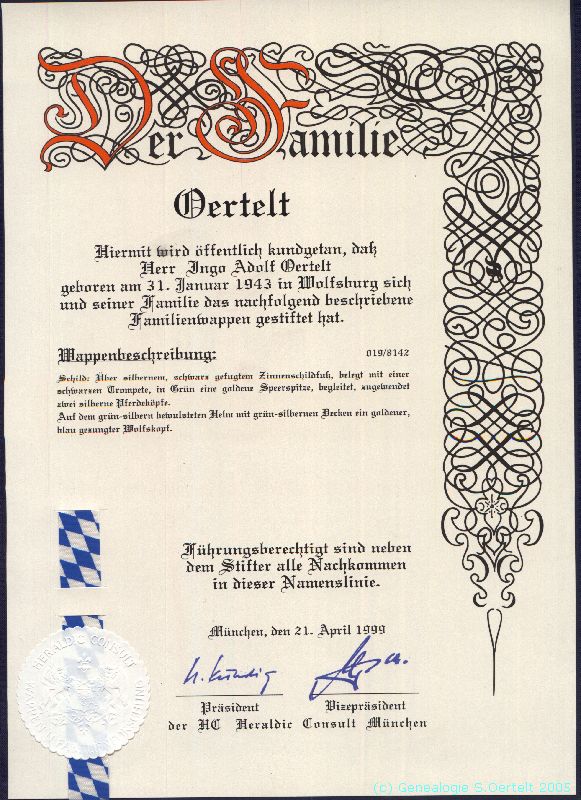 Der Familie
Oertelt
Hiermit wird öffentlich kundgetan, daß
Herr Ingo Adolf Oertelt
geboren am 31. Januar 1943 in Wolfsburg sich
und seiner Familie das nachfolgend beschriebene
Familienwappen gestiftet hat.
Wappenbeschreibung: 019/8142
Schild: Über silbernem, schwarz gefugtem Zinnenschildfuß, belegt mit einer
schwarzen Trompete, in Grün eine goldene Speerspitze, begleitet, zugewendet
zwei silberne Pferdeköpfe.
Auf dem grün-silbern bewulsteten Helm mit grün-silbernen Decken ein goldener,
blau gezungter Wolfskopf.
Führungsberechtigt sind neben
dem Stifter alle Nachkommen
in dieser Namenslinie.
München, den 21. April 1999
Präsident Vizepräsident
der HC Heraldic Consult München
HERALDIC CONSULT
(c) Genealogie S.Oertelt 2005